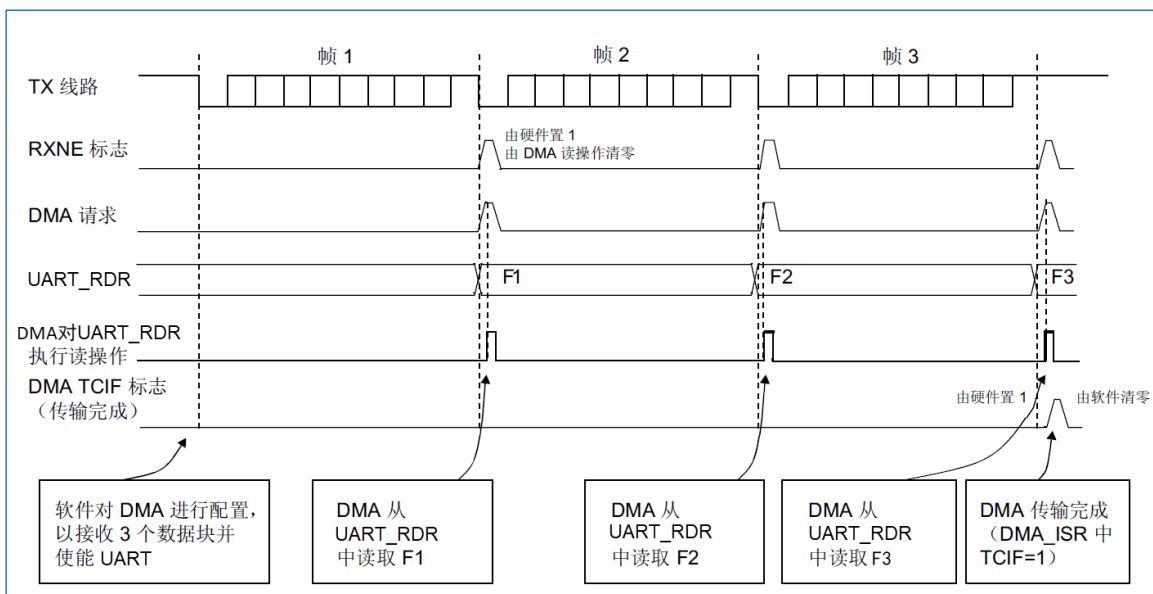 帧 1
帧 2
帧 3
TX 线路
RXNE 标志
由硬件置 1
由 DMA 读操作清零
DMA 请求
UART_RDR
F1
F2
F3
DMA对UART_RDR
执行读操作
DMA TCIF 标志
（传输完成）
由硬件置 1
由软件清零
软件对 DMA 进行配置，
以接收 3 个数据块并
使能 UART
DMA 从
UART_RDR
中读取 F1
DMA 从
UART_RDR
中读取 F2
DMA 从
UART_RDR
中读取 F3
DMA 传输完成
（DMA_ISR 中
TCIF=1）